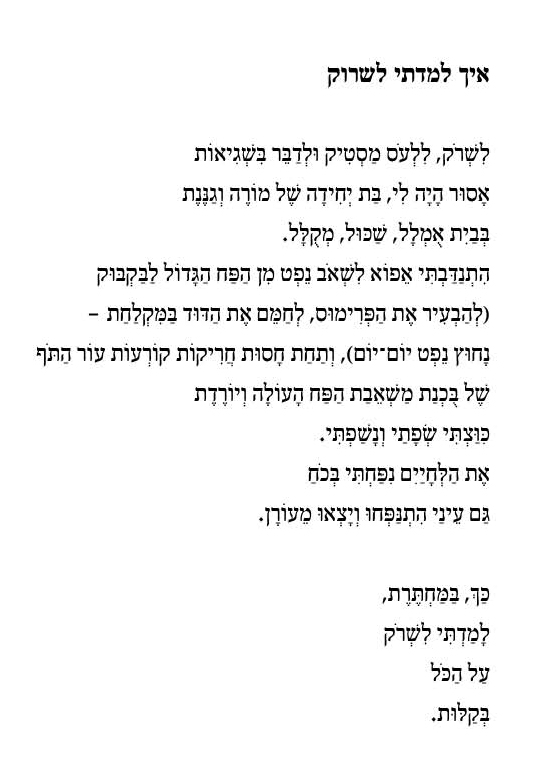 איך למדתי לשרוק
לִשְׁרֹק, לִלְעֹס מַסְטִיק וּלְדַבֵּר בִּשְׁגִיאוֹת
אָסוּר הָיָה לִי, בַּת יְחִידָה שֶׁל מוֹרֶה וְגַנֶּנֶת
בְּבַיִת אֻמְלָל, שַׁכּוּל, מְקֻלָּל.
הִתְנַדַּבְתִּי אֵפוֹא לִשְׁאֹב נֵפְט מִן הַפַּח הַגָּדוֹל לַבַּקְבּוּק
(לְהַבְעִיר אֶת הַפְּרִימוּס, לְחַמֵּם אֶת הַדּוּד בַּמִּקְלַחַת –
נָחוּץ נֵפְט יוֹם־יוֹם), וְתַחַת חָסוּת חֲרִיקוֹת קוֹרְעוֹת עוֹר הַתֹּף
שֶׁל בֻּכְנַת מַשְׁאֵבַת הַפַּח הָעוֹלָה וְיוֹרֶדֶת
כִּוַּצְתִּי שְׂפָתַי וְנָשַׁפְתִּי.
אֶת הַלְּחָיַיִם נִפַּחְתִּי בְּכֹחַ
גַּם עֵינַי הִתְנַפְּחוּ וְיָצְאוּ מֵעוֹרָן.
כַּךְ, בַּמַּחְתֶּרֶת,
לָמַדְתִּי לִשְׁרֹק
עַל הַכֹּל
בְּקַלּוּת.